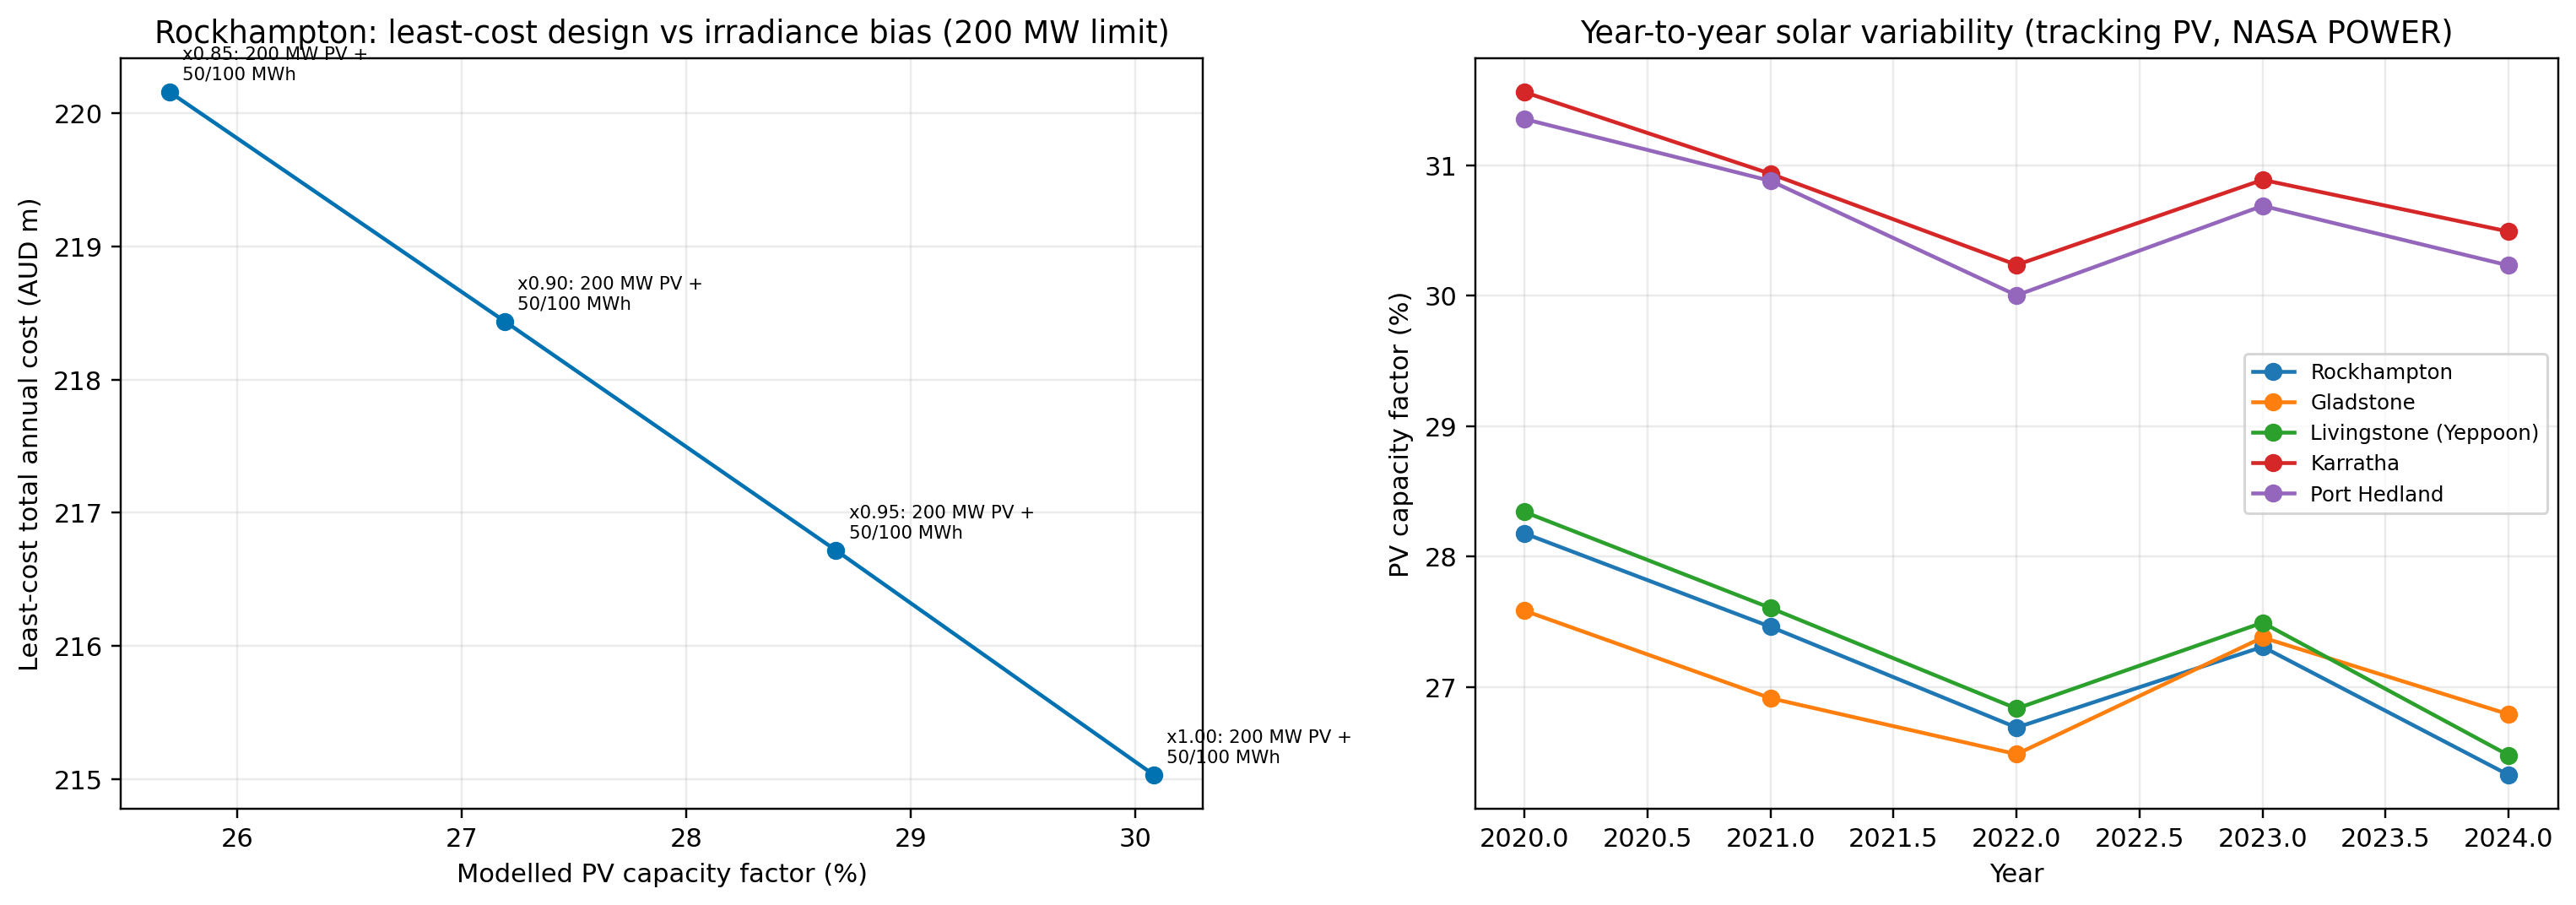 Rockhampton: least-cost design vs irradiance bias (200 MW limit)
x0.85: 200 MW PV +
50/100 MWh
x0.90: 200 MW PV +
50/100 MWh
x0.95: 200 MW PV +
50/100 MWh
x1.00: 200 MW PV +
50/100 MWh
220
219
218
217
216
215
Least-cost total annual cost (AUD m)
26
27
28
29
30
Modelled PV capacity factor (%)
Year-to-year solar variability (tracking PV, NASA POWER)
31
30
29
28
27
PV capacity factor (%)
Rockhampton
Gladstone
Livingstone (Yeppoon)
Karratha
Port Hedland
2020.0
2020.5
2021.0
2021.5
2022.0
2022.5
2023.0
2023.5
2024.0
Year